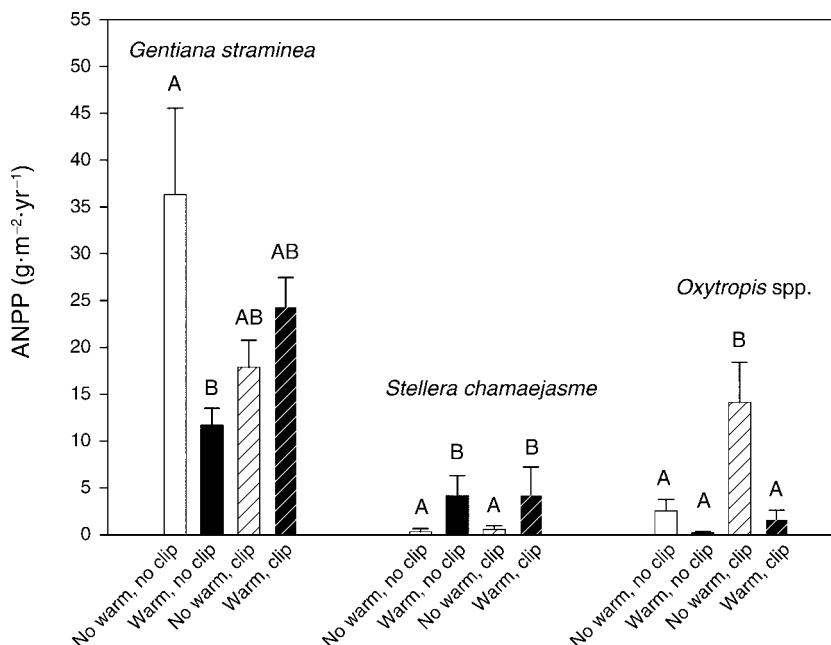 55
50
45
40
35
30
25
20
15
10
5
0
ANPP (g·m⁻²·yr⁻¹)
Gentiana straminea
A
B
AB
AB
Stellera chamaejasme
A
B
A
B
Oxytropis spp.
A
A
B
A
No warm, no clip
Warm, no clip
No warm, clip
Warm, clip
No warm, no clip
Warm, no clip
No warm, clip
Warm, clip
No warm, no clip
Warm, no clip
No warm, clip
Warm, clip